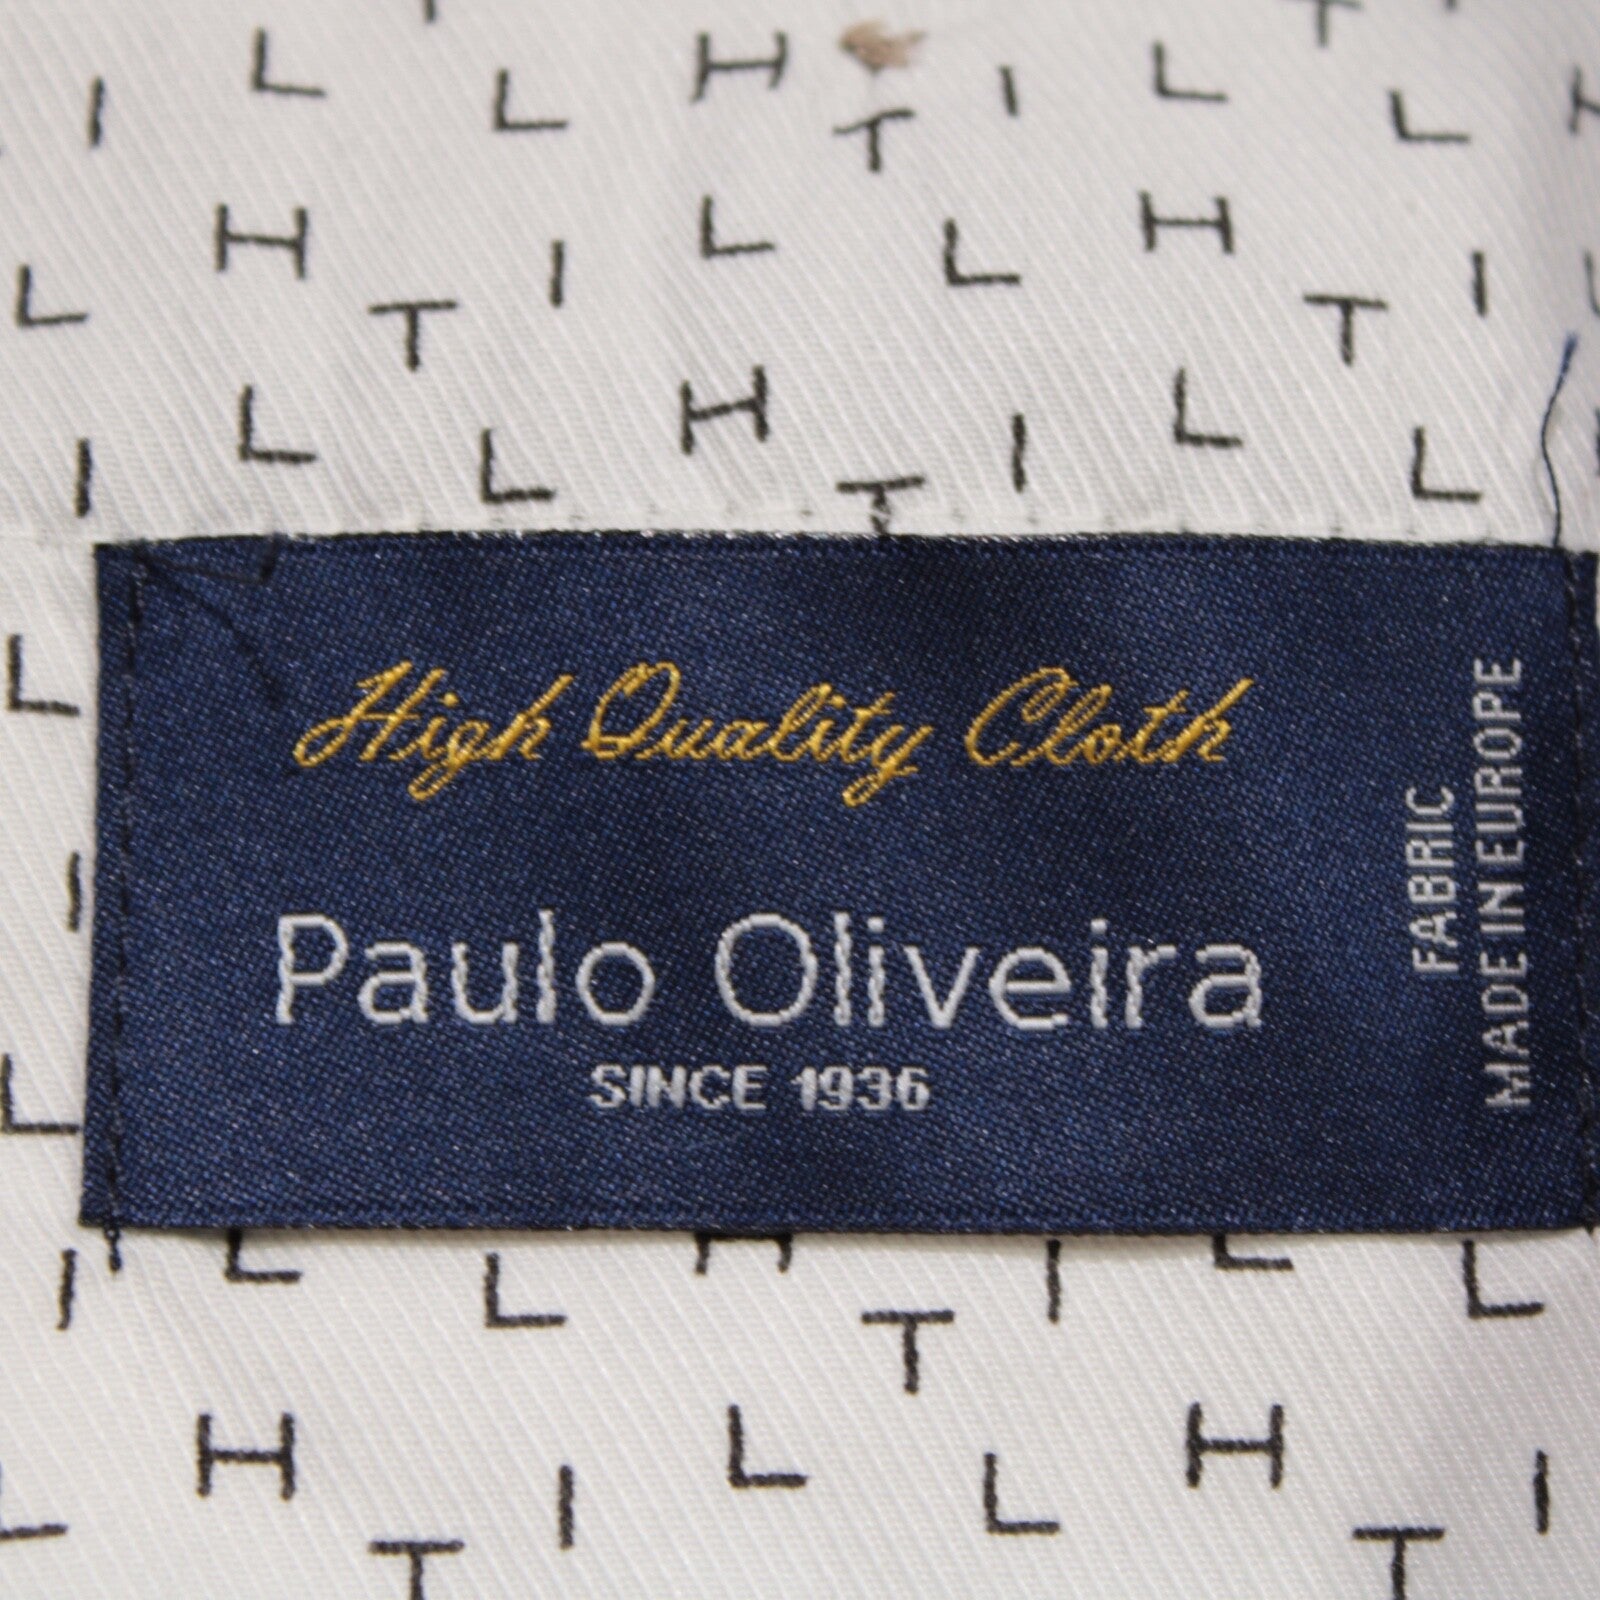 High Quality Cloth
Paulo Oliveira
SINCE 1936
FABRIC
MADE IN EUROPE